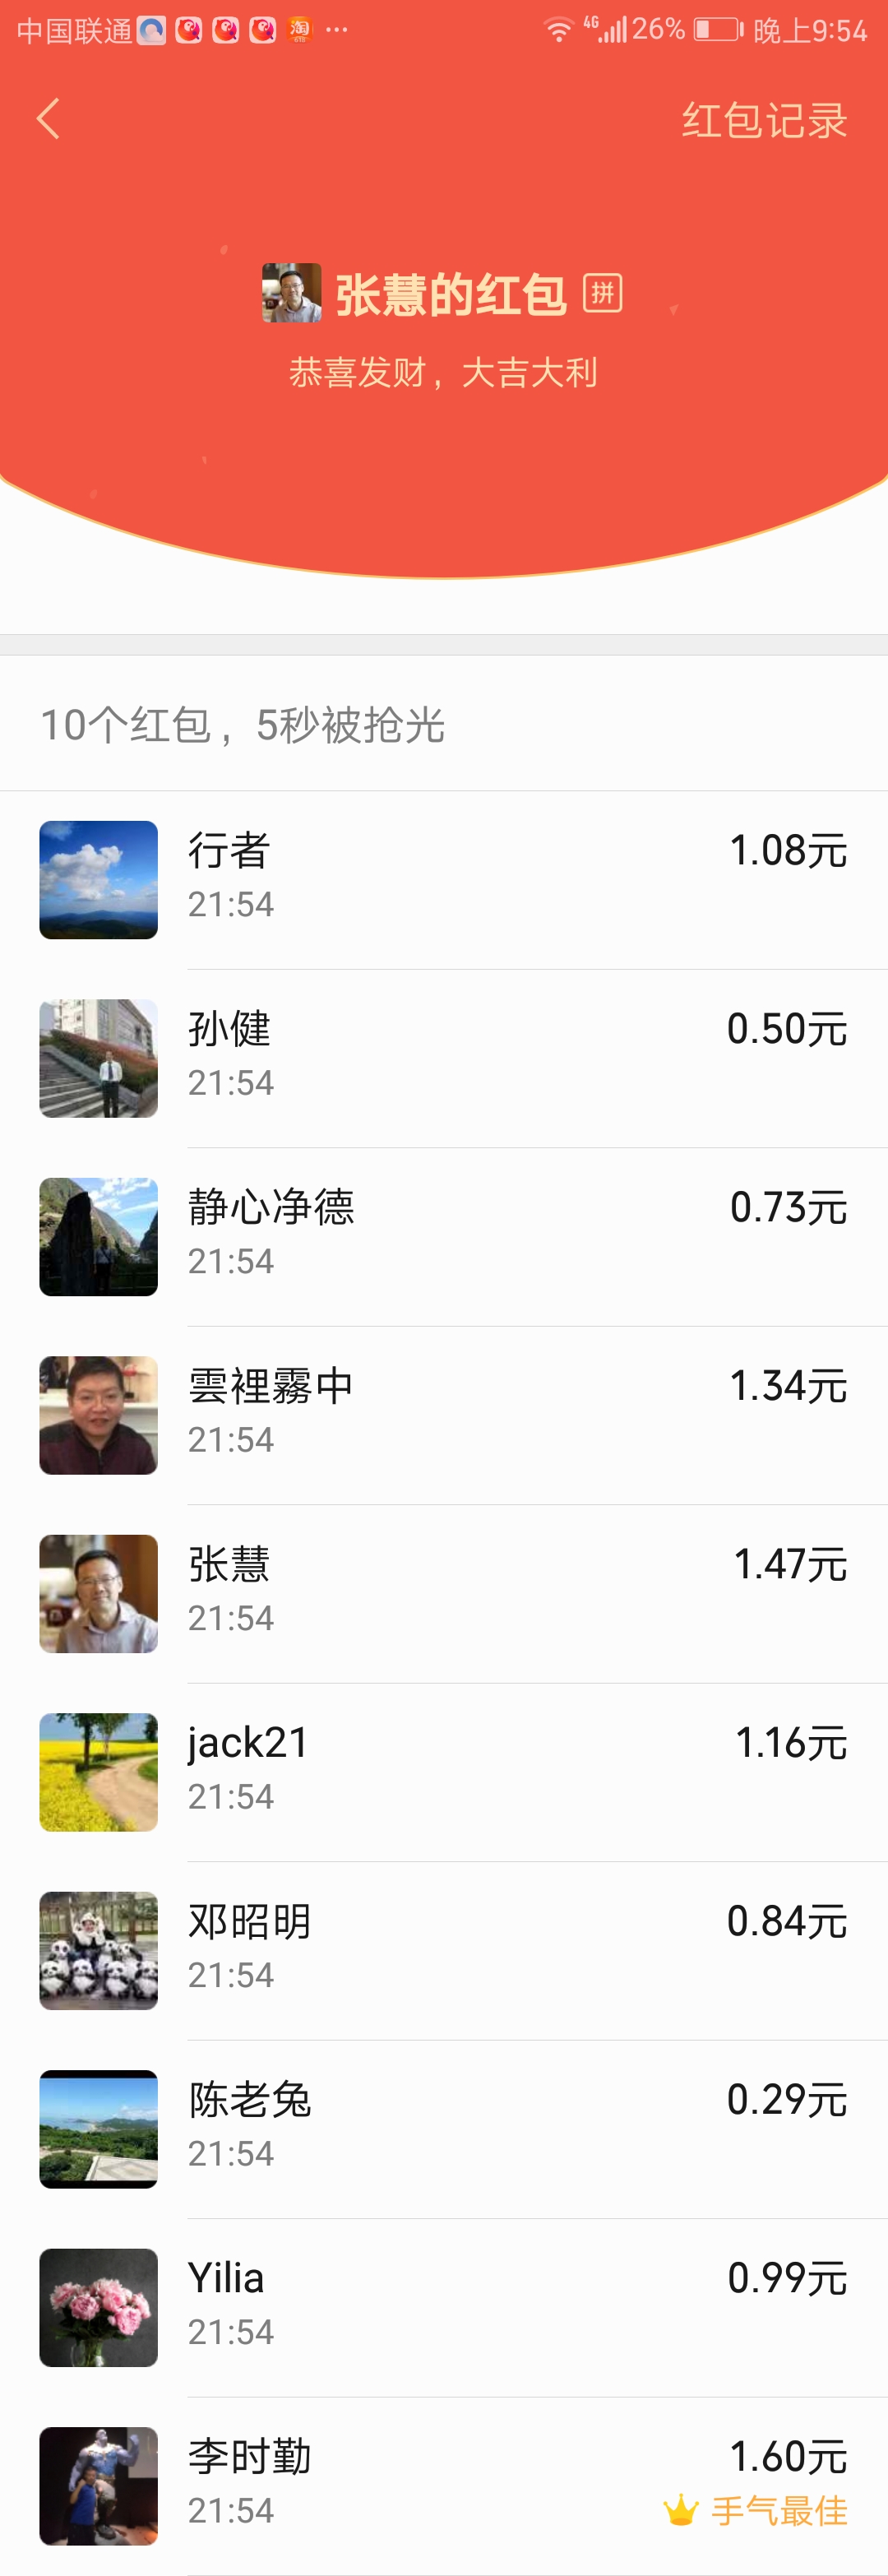 中国联通 淘 ... 4G 26% 晚上9:54
红包记录
张慧的红包 拼
恭喜发财，大吉大利
10个红包，5秒被抢光
行者 1.08元
21:54
孙健 0.50元
21:54
静心净德 0.73元
21:54
雲裡霧中 1.34元
21:54
张慧 1.47元
21:54
jack21 1.16元
21:54
邓昭明 0.84元
21:54
陈老兔 0.29元
21:54
Yilia 0.99元
21:54
李时勤 1.60元
21:54 手气最佳